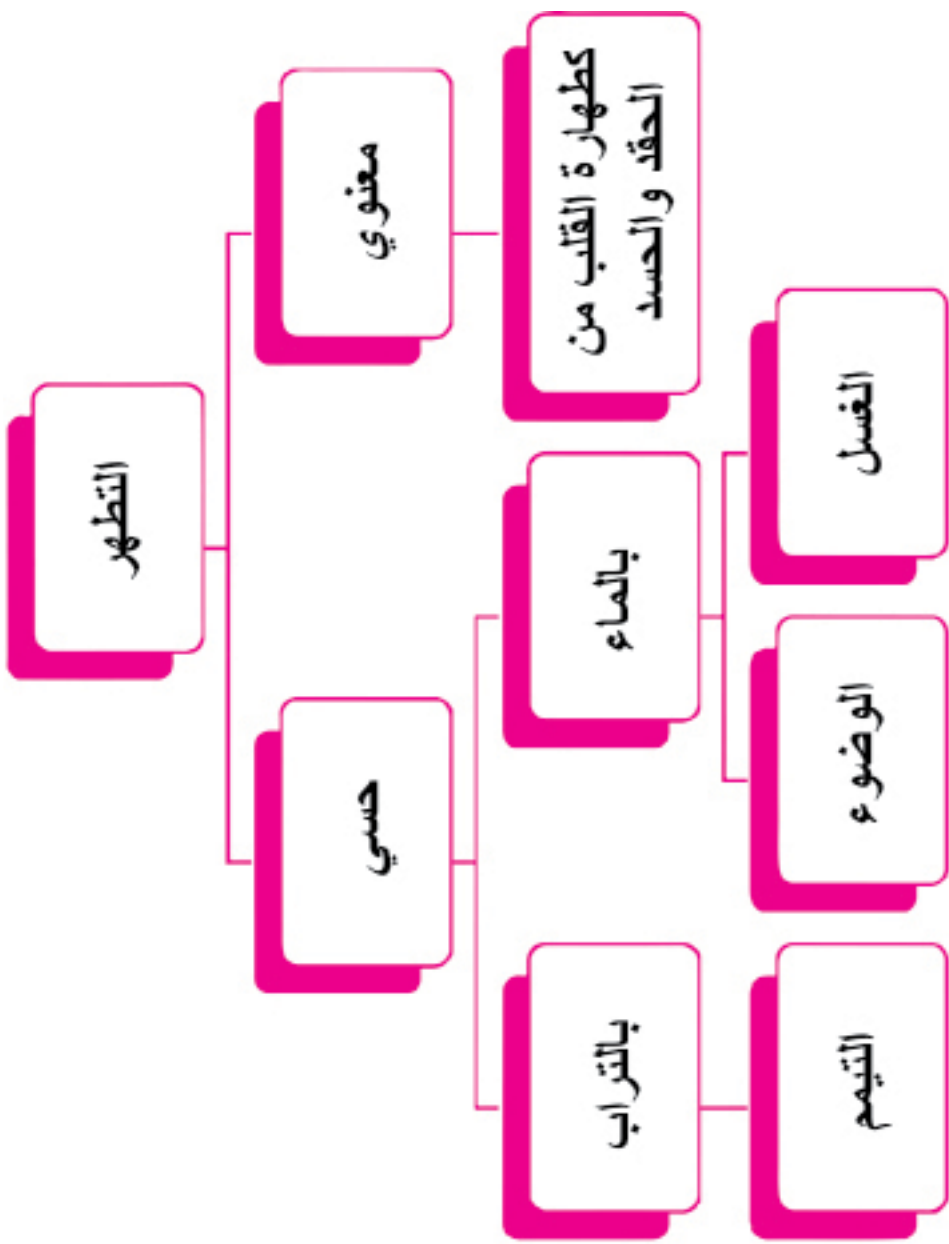 التطهر
معنوي
حسي
كطهارة القلب من
الحقد والحسد
بالماء
بالتراب
الغسل
الوضوء
التيمم